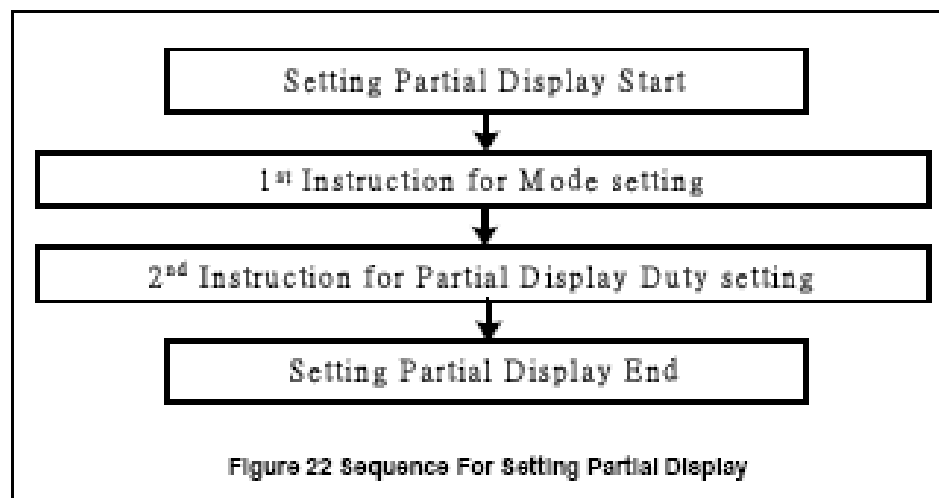 Setting Partial Display Start
1st Instruction for Mode setting
2nd Instruction for Partial Display Duty setting
Setting Partial Display End
Figure 22 Sequence For Setting Partial Display